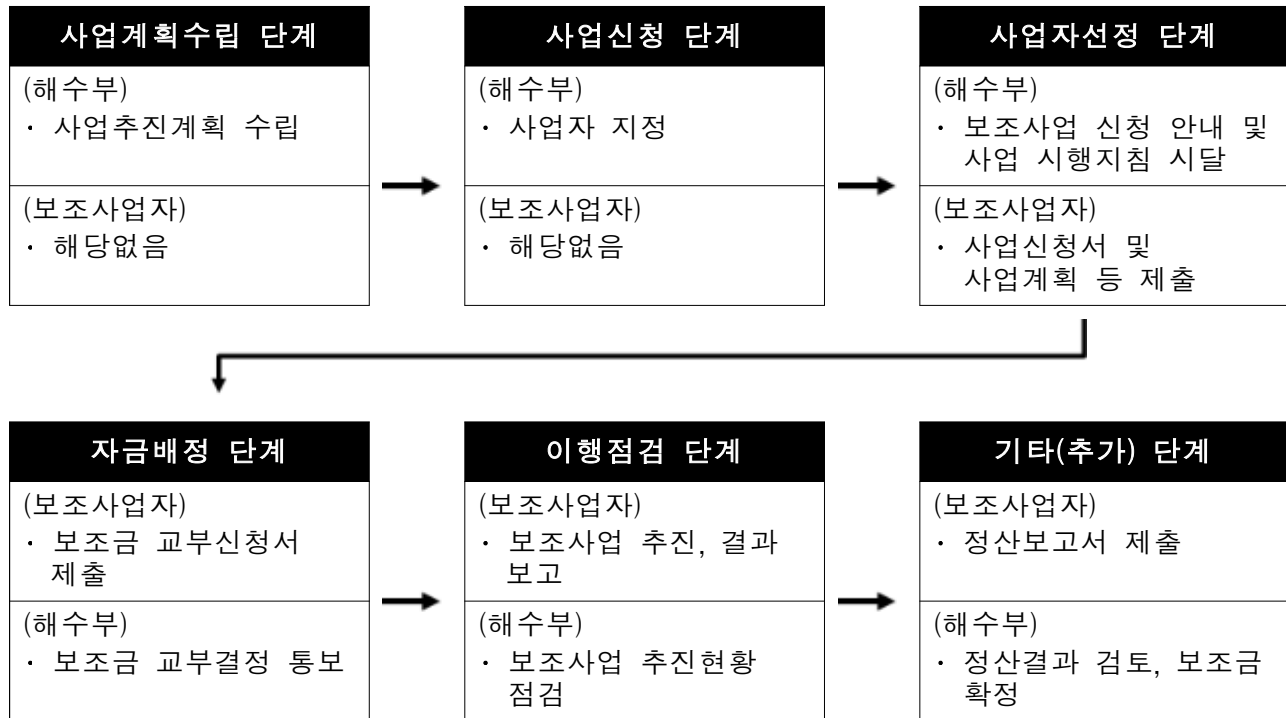 사업계획수립 단계
(해수부)
· 사업추진계획 수립
(보조사업자)
· 해당없음
사업신청 단계
(해수부)
· 사업자 지정
(보조사업자)
· 해당없음
사업자선정 단계
(해수부)
· 보조사업 신청 안내 및
사업 시행지침 시달
(보조사업자)
· 사업신청서 및
사업계획 등 제출
자금배정 단계
(보조사업자)
· 보조금 교부신청서
제출
(해수부)
· 보조금 교부결정 통보
이행점검 단계
(보조사업자)
· 보조사업 추진, 결과
보고
(해수부)
· 보조사업 추진현황
점검
기타(추가) 단계
(보조사업자)
· 정산보고서 제출
(해수부)
· 정산결과 검토, 보조금
확정